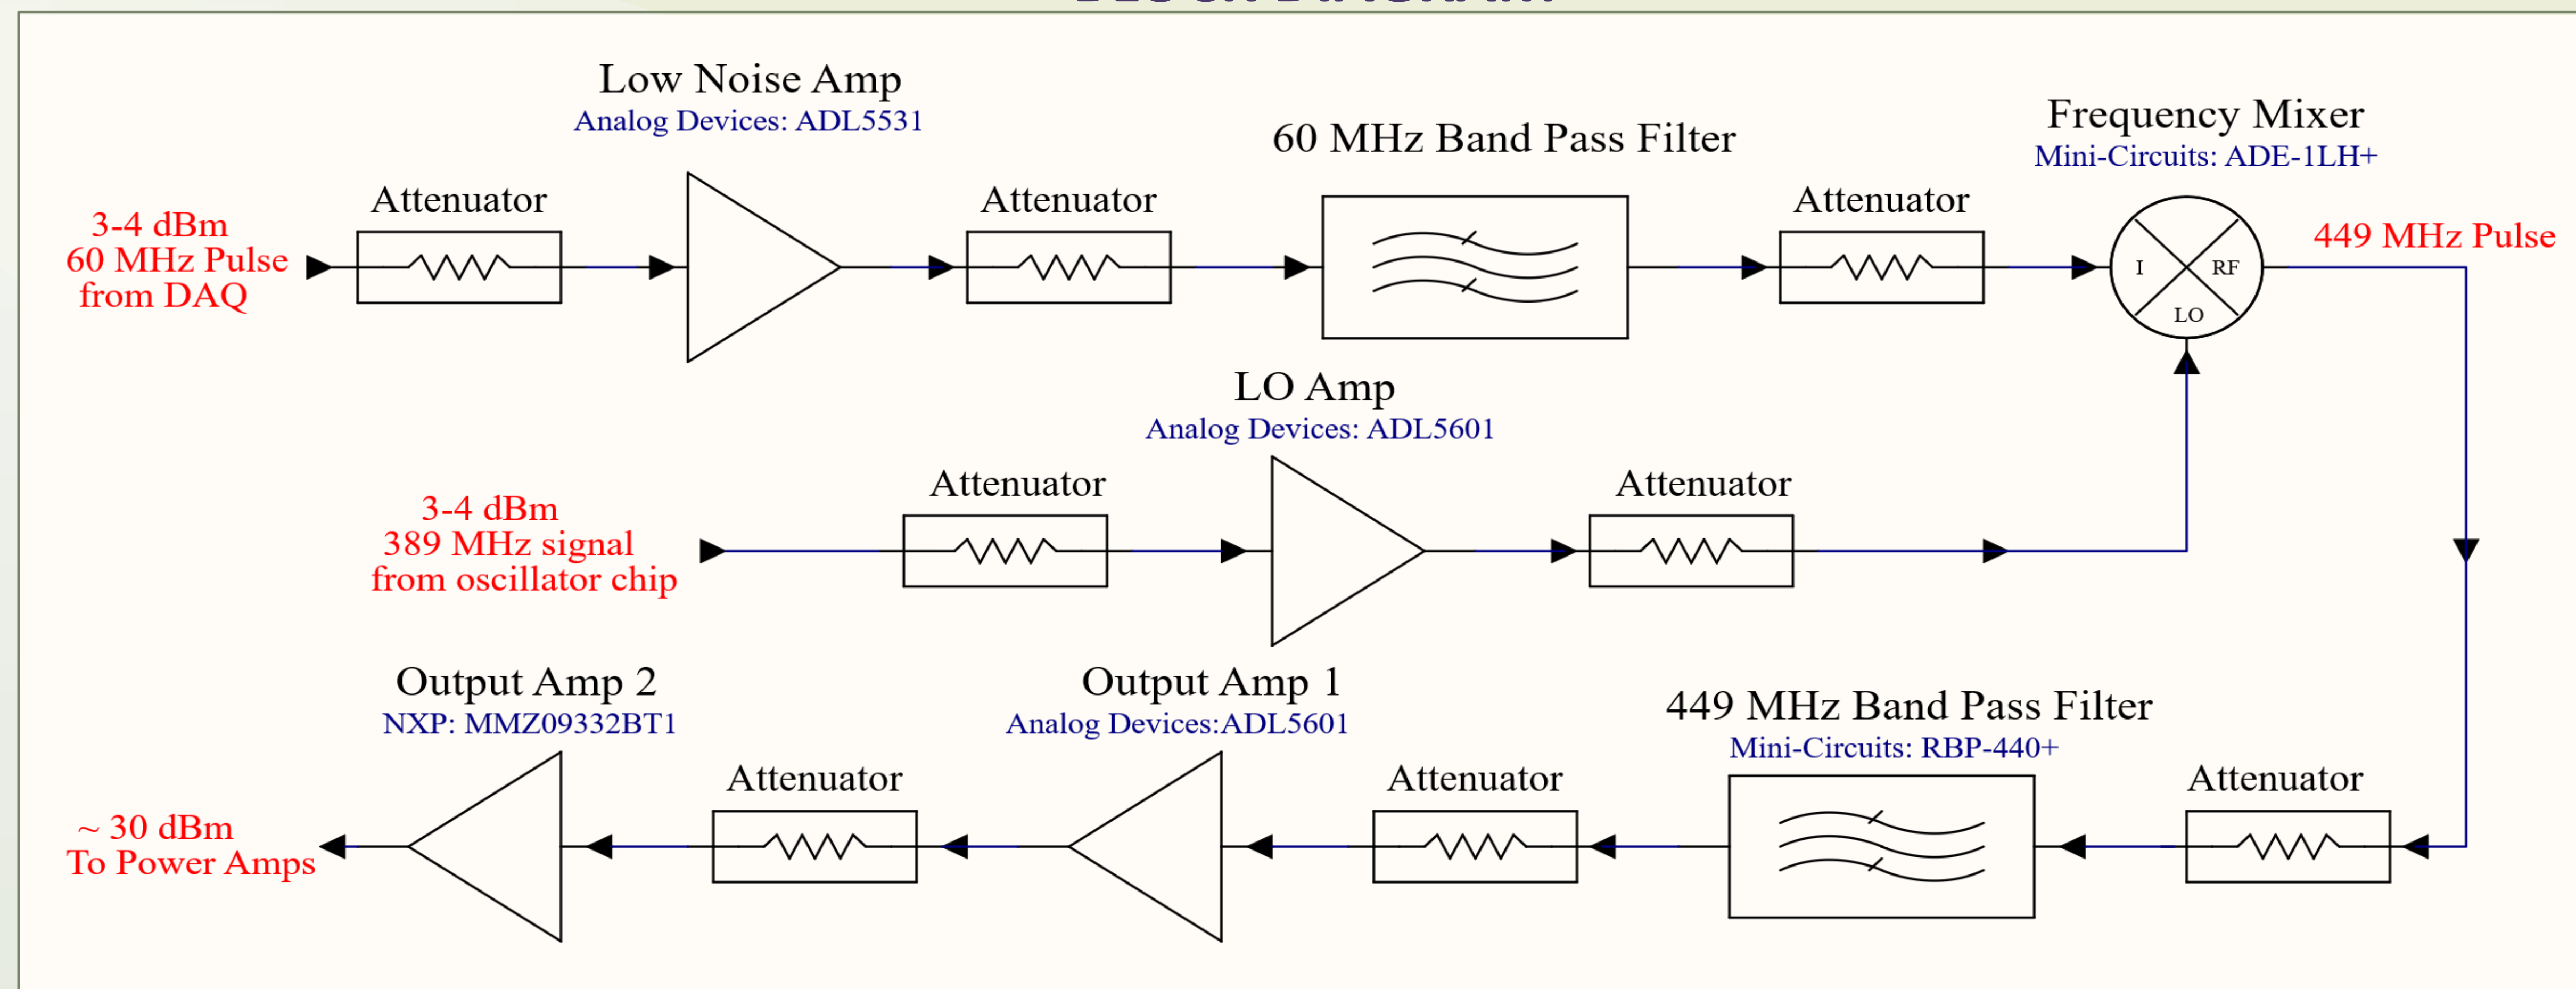 Low Noise Amp
Analog Devices: ADL5531
60 MHz Band Pass Filter
Frequency Mixer
Mini-Circuits: ADE-1LH+
Attenuator
Attenuator
Attenuator
3-4 dBm
60 MHz Pulse
from DAQ
I
RF
LO
449 MHz Pulse
LO Amp
Analog Devices: ADL5601
Attenuator
Attenuator
3-4 dBm
389 MHz signal
from oscillator chip
Output Amp 2
NXP: MMZ09332BT1
Output Amp 1
Analog Devices:ADL5601
449 MHz Band Pass Filter
Mini-Circuits: RBP-440+
Attenuator
Attenuator
Attenuator
~ 30 dBm
To Power Amps